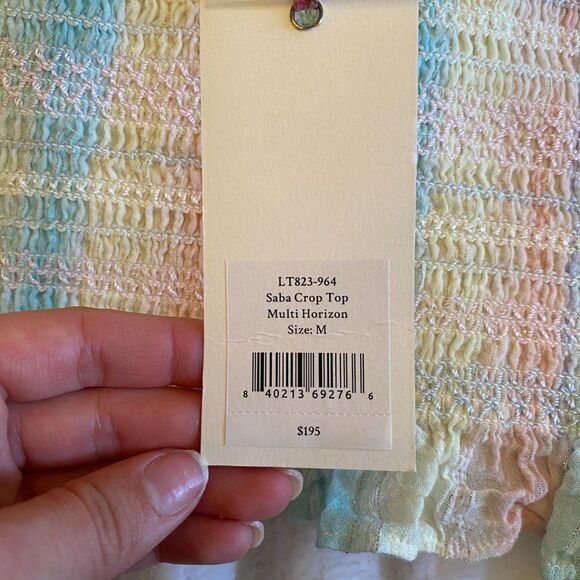 LT823-964
Saba Crop Top
Multi Horizon
Size: M
8 40213 69276 6
$195